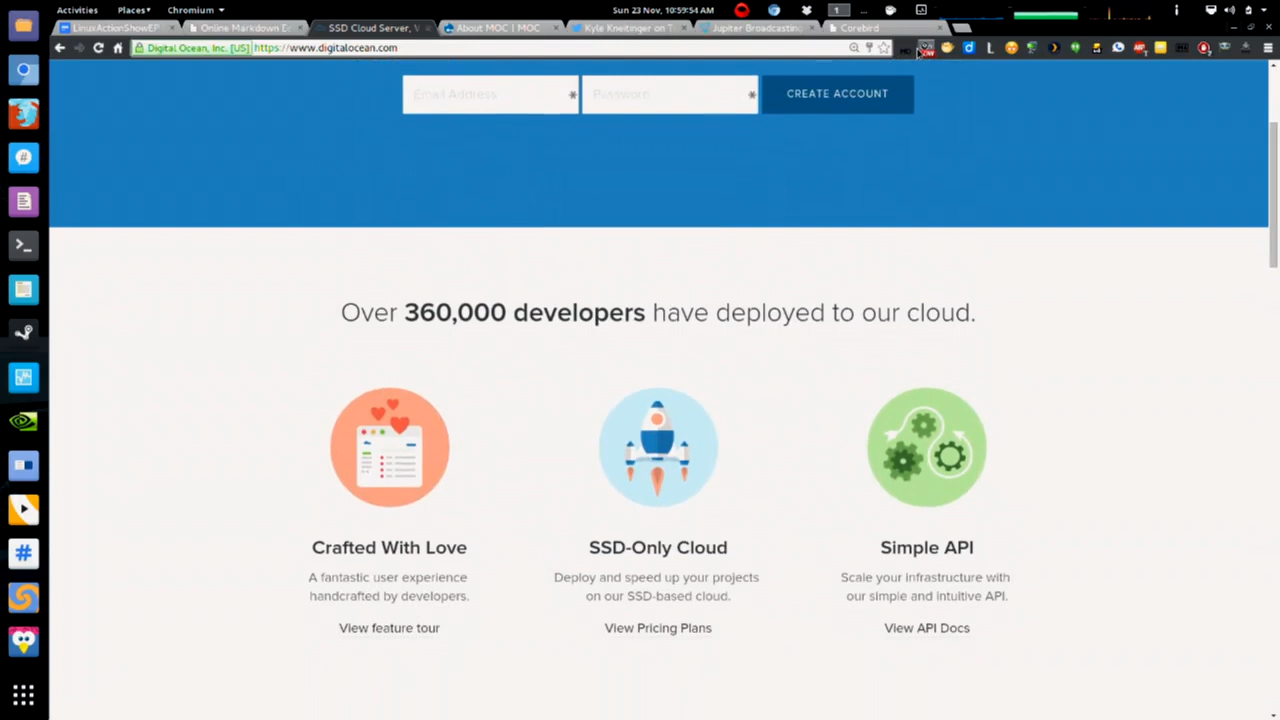 Activities Places Chromium Sun 23 Nov, 10:59:54 AM 1 ...
LinuxActionShowEP Online Markdown E SSD Cloud Server, V About MOC | MOC Kyle Kneitinger on T Jupiter Broadcasting Corebird
Digital Ocean, Inc. [US] https://www.digitalocean.com
Email Address Password CREATE ACCOUNT
Over 360,000 developers have deployed to our cloud.
Crafted With Love SSD-Only Cloud Simple API
A fantastic user experience Deploy and speed up your projects Scale your infrastructure with
handcrafted by developers. on our SSD-based cloud. our simple and intuitive API.
View feature tour View Pricing Plans View API Docs